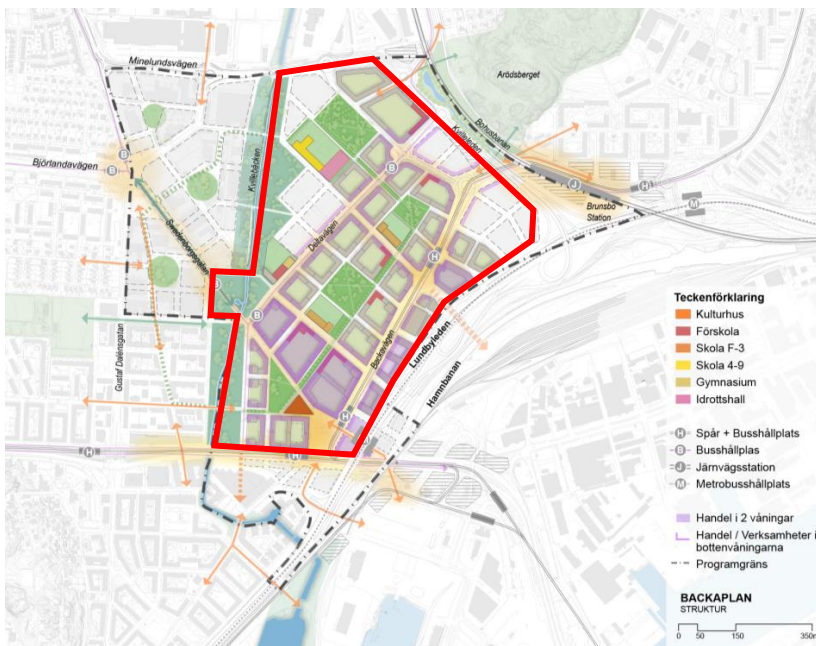 Minelundsvägen
Arödsberget
Bohusbanan
Kvilleleden
Björlandavägen
B
B
Kvillebäcken
B
J
H
Brunsbo
Station
M
Swedenborgsgatan
Deltavägen
H
B
Gustaf Dalénsgatan
Backavägen
Lundbyleden
Hamnbanan
H
H
H
Teckenförklaring
Kulturhus
Förskola
Skola F-3
Skola 4-9
Gymnasium
Idrottshall
H Spår + Busshållplats
B Busshållplas
J Järnvägsstation
M Metrobusshållplats
Handel i 2 våningar
Handel / Verksamheter i
bottenvåningarna
Programgräns
BACKAPLAN
STRUKTUR
0 50 150 350m